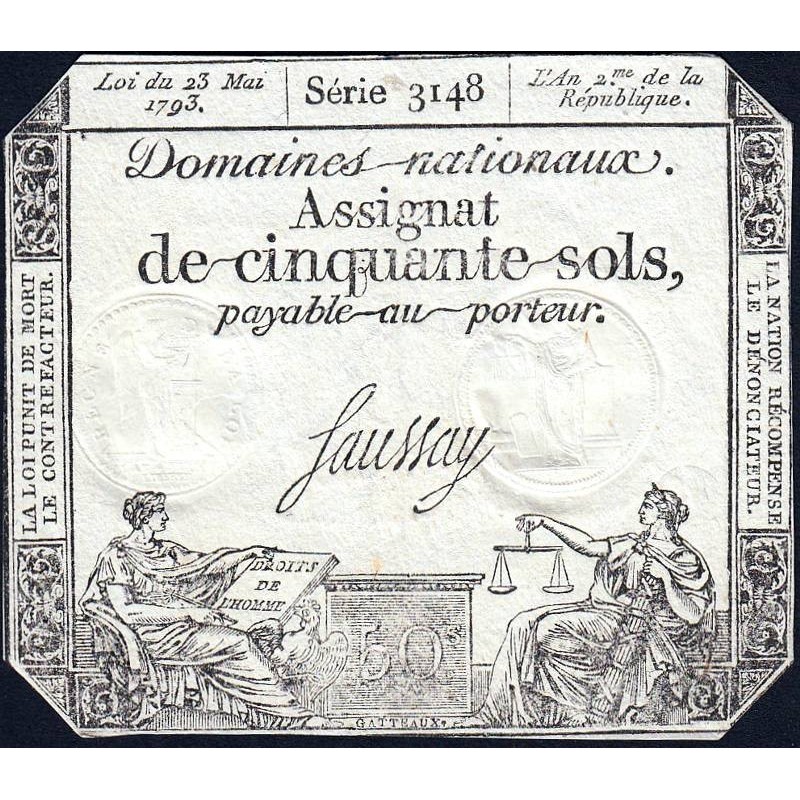 Loi du 23 Mai
1793.
Série 3148
L'An 2.me de la
République.
Domaines nationaux.
Assignat
de cinquante sols,
payable au porteur.
Saussay
LA LOI PUNIT DE MORT
LE CONTREFACTEUR.
LA NATION RÉCOMPENSE
LE DÉNONCIATEUR.
DROITS
DE
L'HOMME
50 s.
GATTEAUX.